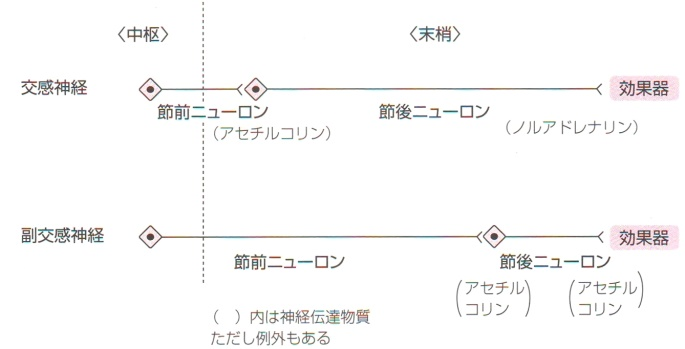 〈中枢〉 〈末梢〉
交感神経 効果器
節前ニューロン 節後ニューロン
（アセチルコリン） （ノルアドレナリン）
副交感神経 効果器
節前ニューロン 節後ニューロン
（アセチル （アセチル
コリン） コリン）
（　）内は神経伝達物質
ただし例外もある